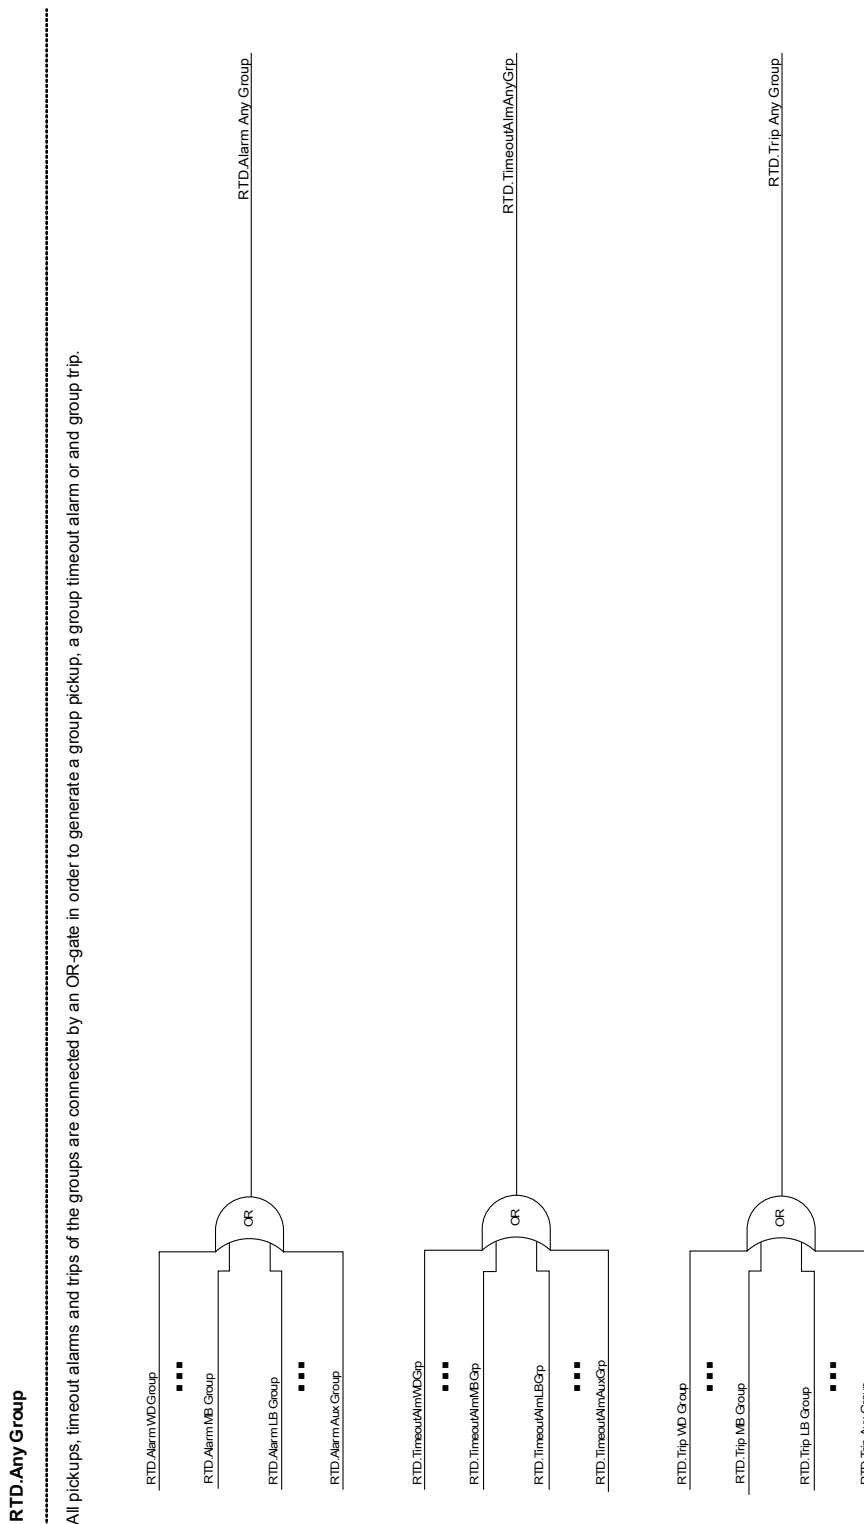 RTD.Any Group
All pickups, timeout alarms and trips of the groups are connected by an OR-gate in order to generate a group pickup, a group timeout alarm or and group trip.
RTD.Alarm WD Group
RTD.Alarm MB Group
RTD.Alarm LB Group
RTD.Alarm Aux Group
OR
RTD.Alarm Any Group
RTD.TimeoutAlmWDGrp
RTD.TimeoutAlmMBGrp
RTD.TimeoutAlmLBGrp
RTD.TimeoutAlmAuxGrp
OR
RTD.TimeoutAlmAnyGrp
RTD.Trip WD Group
RTD.Trip MB Group
RTD.Trip LB Group
RTD.Trip Aux Group
OR
RTD.Trip Any Group